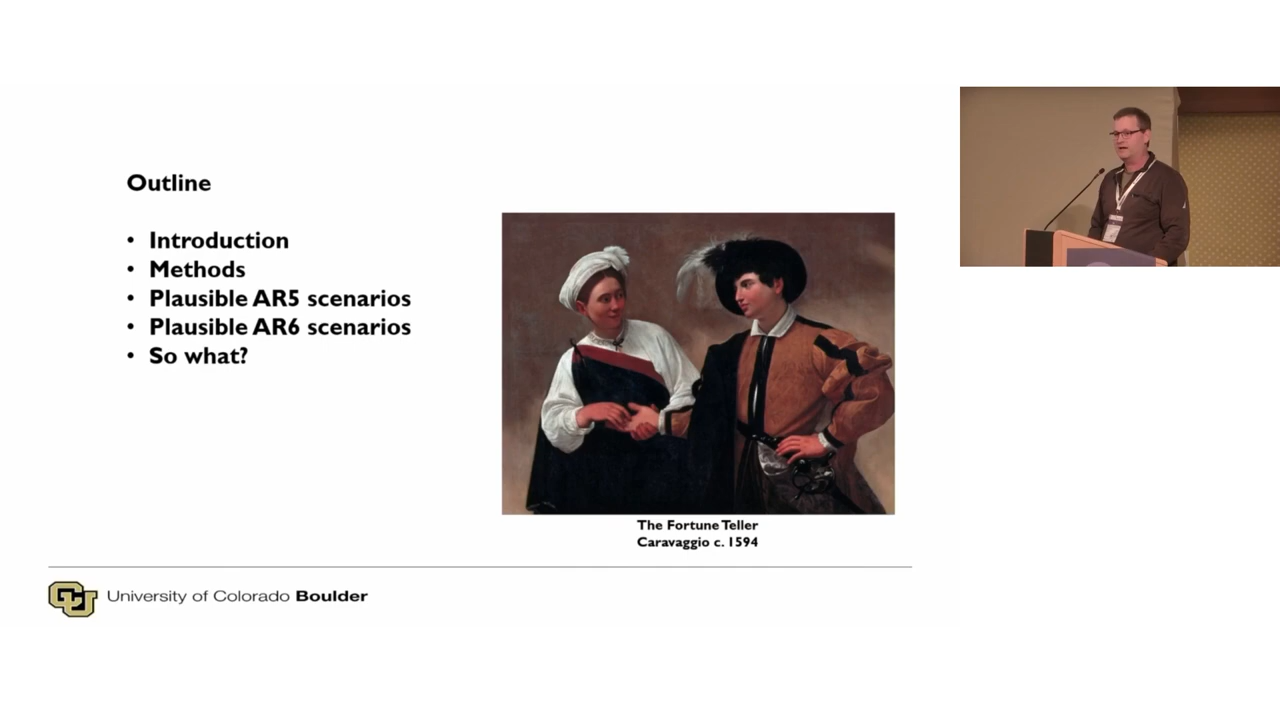 Outline
• Introduction
• Methods
• Plausible AR5 scenarios
• Plausible AR6 scenarios
• So what?
The Fortune Teller
Caravaggio c. 1594
CU University of Colorado Boulder